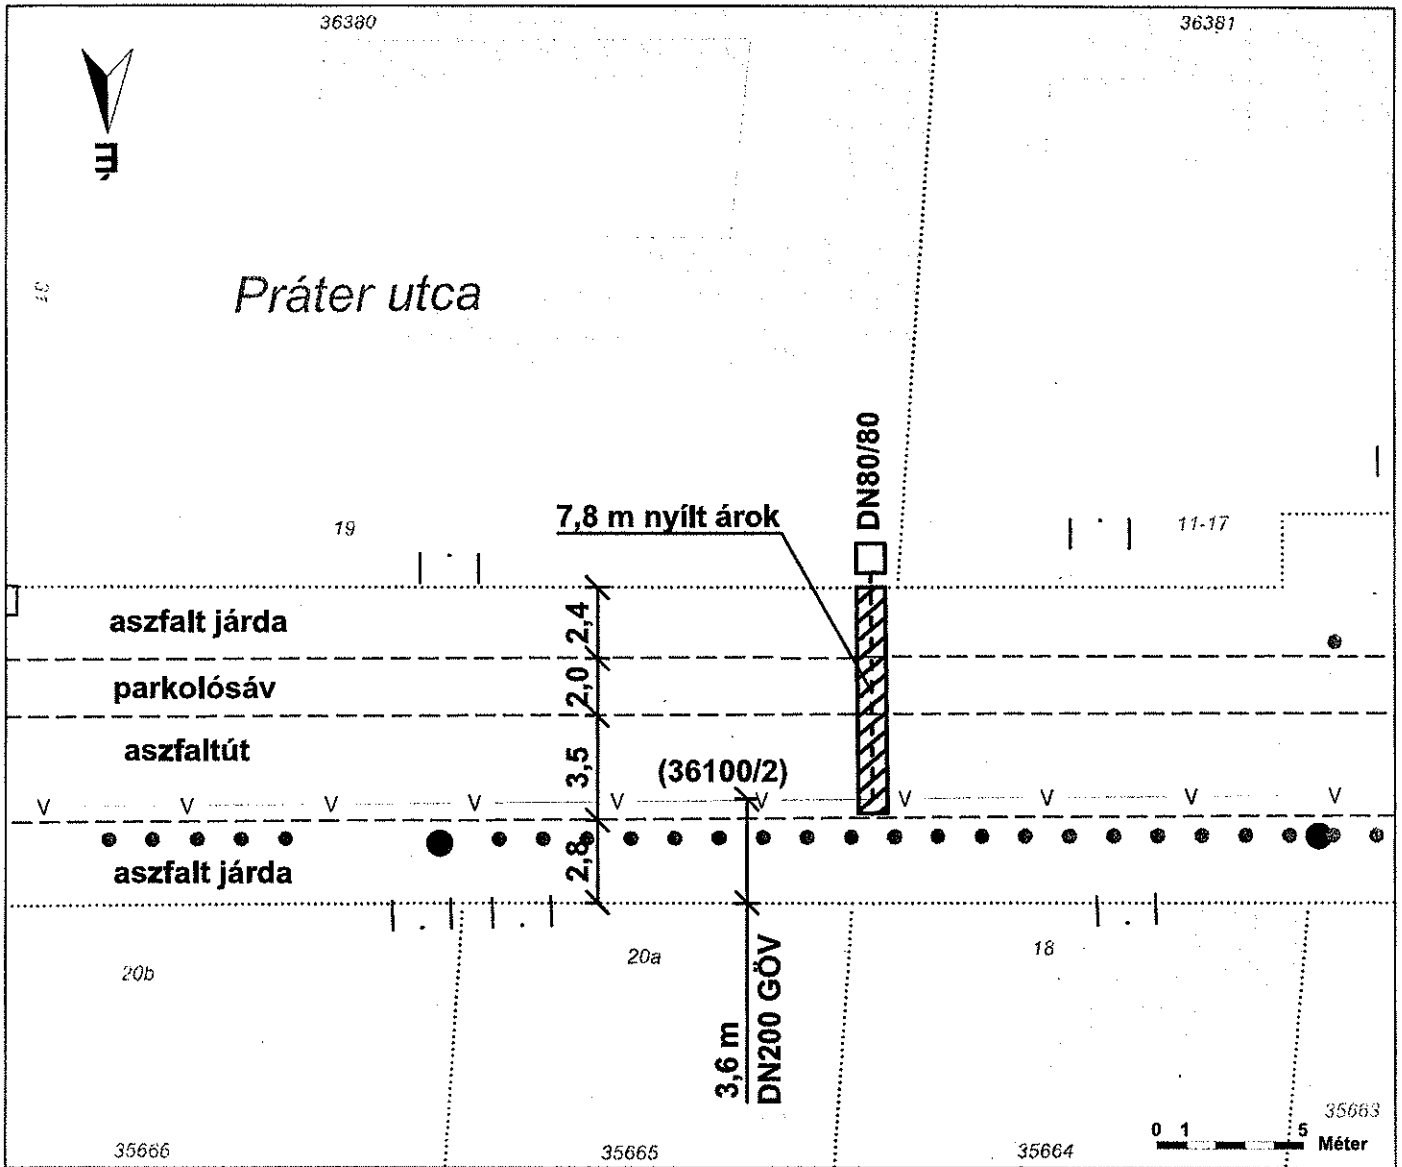 36380
36381
É
31
Práter utca
DN80/80
7,8 m nyílt árok
19
11-17
aszfalt járda
2,4
parkolósáv
2,0
aszfaltút
3,5
(36100/2)
V V V V V V V V V V
aszfalt járda
2,8
20b
20a
18
3,6 m
DN200 GÖV
35666
35665
35664
35663
0 1 5 Méter